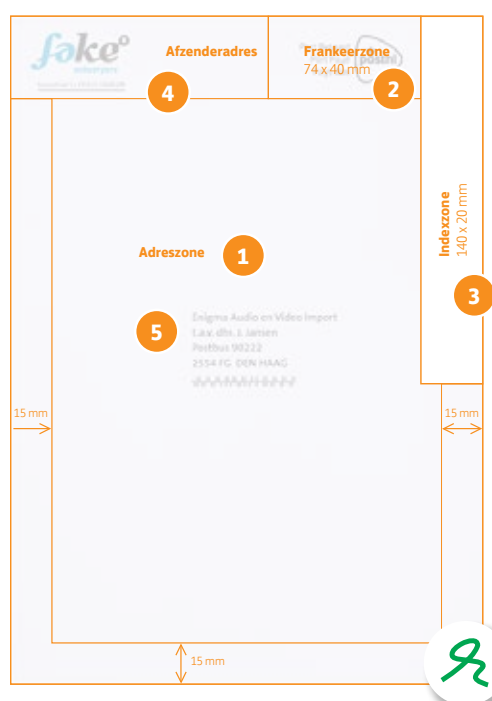 fake°
Afzenderadres
Frankeerzone
74 x 40 mm
postnl
4
2
Indexzone
140 x 20 mm
3
Adreszone
1
5
Enigma Audio en Video Import
t.a.v. dhr. J. Jansen
Postbus 90222
2554 FG DEN HAAG
15 mm
15 mm
15 mm